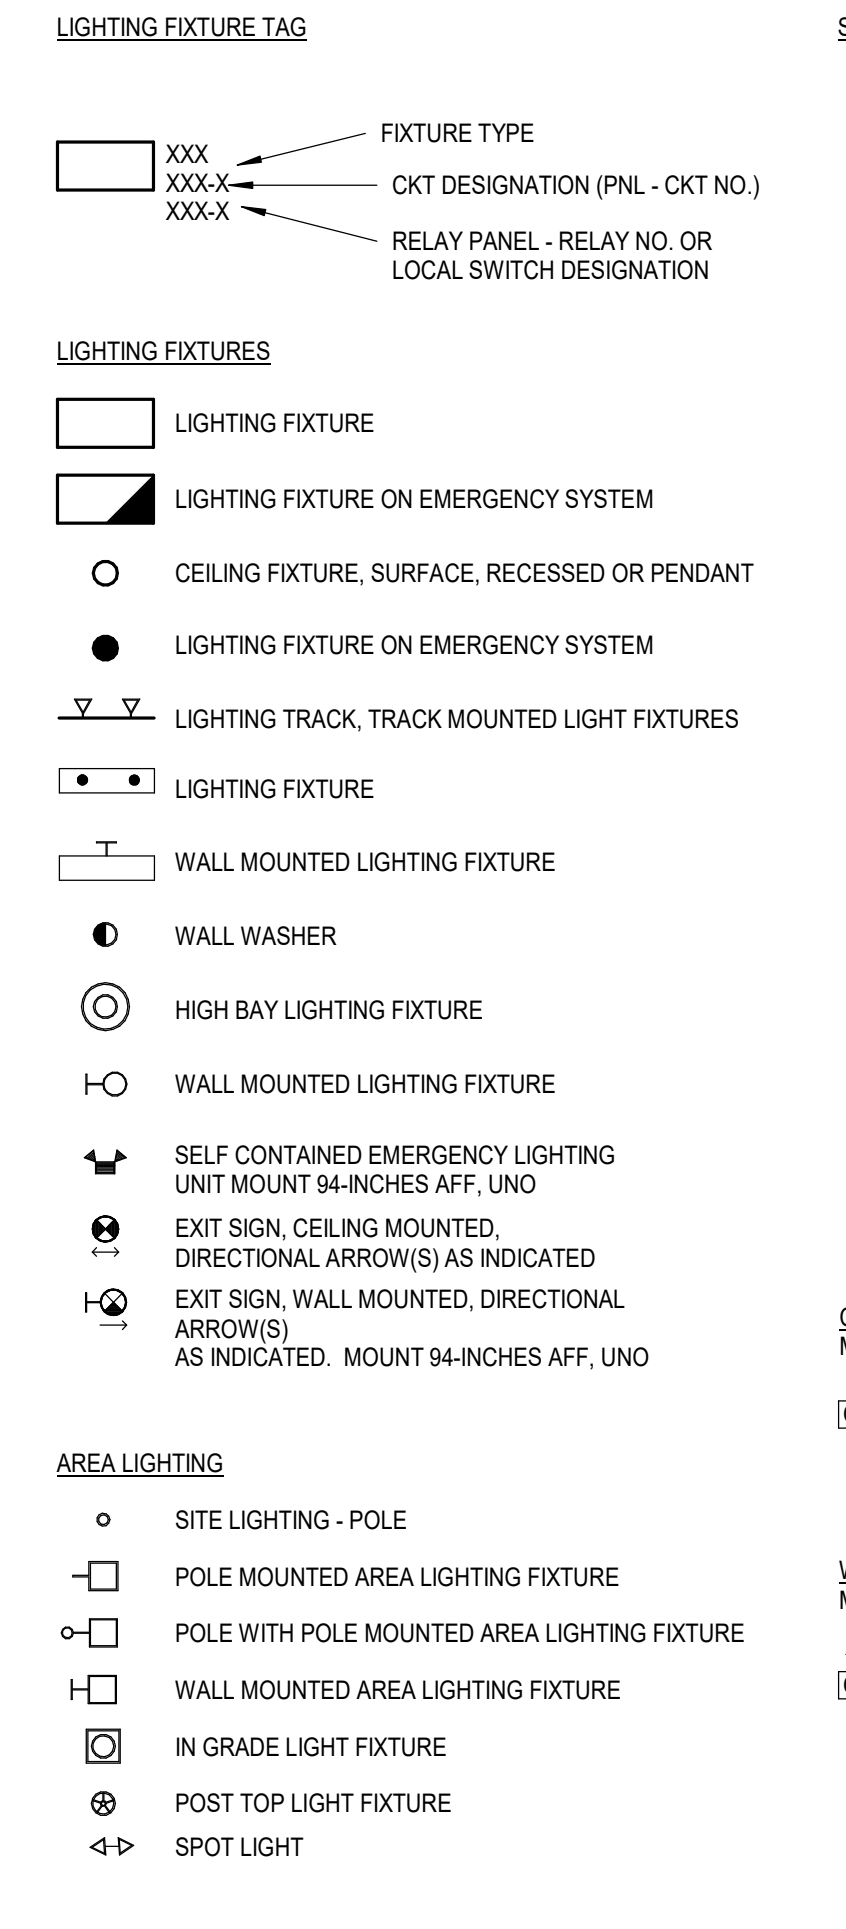 LIGHTING FIXTURE TAG
XXX
XXX-X
XXX-X
FIXTURE TYPE
CKT DESIGNATION (PNL - CKT NO.)
RELAY PANEL - RELAY NO. OR
LOCAL SWITCH DESIGNATION
LIGHTING FIXTURES
LIGHTING FIXTURE
LIGHTING FIXTURE ON EMERGENCY SYSTEM
CEILING FIXTURE, SURFACE, RECESSED OR PENDANT
LIGHTING FIXTURE ON EMERGENCY SYSTEM
LIGHTING TRACK, TRACK MOUNTED LIGHT FIXTURES
LIGHTING FIXTURE
WALL MOUNTED LIGHTING FIXTURE
WALL WASHER
HIGH BAY LIGHTING FIXTURE
WALL MOUNTED LIGHTING FIXTURE
SELF CONTAINED EMERGENCY LIGHTING
UNIT MOUNT 94-INCHES AFF, UNO
EXIT SIGN, CEILING MOUNTED,
DIRECTIONAL ARROW(S) AS INDICATED
EXIT SIGN, WALL MOUNTED, DIRECTIONAL
ARROW(S)
AS INDICATED.  MOUNT 94-INCHES AFF, UNO
AREA LIGHTING
SITE LIGHTING - POLE
POLE MOUNTED AREA LIGHTING FIXTURE
POLE WITH POLE MOUNTED AREA LIGHTING FIXTURE
WALL MOUNTED AREA LIGHTING FIXTURE
IN GRADE LIGHT FIXTURE
POST TOP LIGHT FIXTURE
SPOT LIGHT